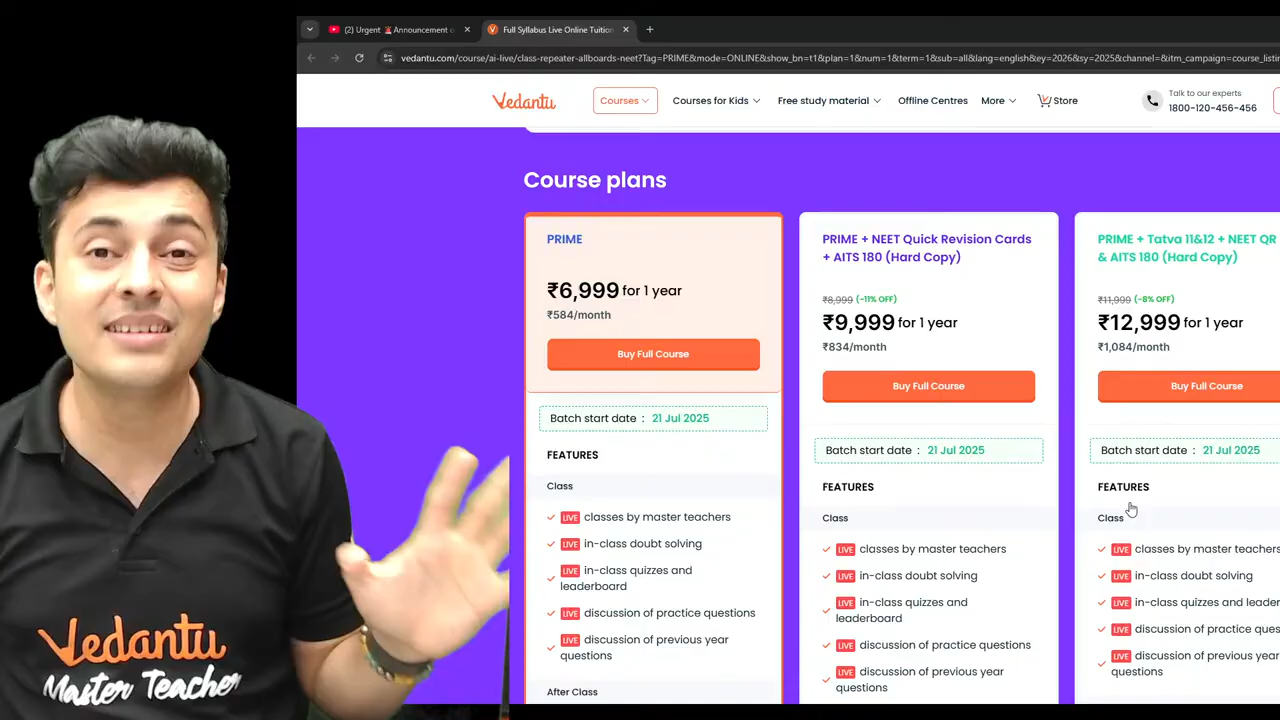 (2) Urgent 🚨 Announcement o
Full Syllabus Live Online Tuition
vedantu.com/course/ai-live/class-repeater-allboards-neet?Tag=PRIME&mode=ONLINE&show_bn=t1&plan=1&num=1&term=1&sub=all&lang=english&ey=2026&sy=2025&channel=&itm_campaign=course_listin
Vedantu
Courses
Courses for Kids
Free study material
Offline Centres
More
Store
Talk to our experts
1800-120-456-456
Course plans
PRIME
₹6,999 for 1 year
₹584/month
Buy Full Course
Batch start date : 21 Jul 2025
FEATURES
Class
LIVE classes by master teachers
LIVE in-class doubt solving
LIVE in-class quizzes and
leaderboard
LIVE discussion of practice questions
LIVE discussion of previous year
questions
After Class
PRIME + NEET Quick Revision Cards
+ AITS 180 (Hard Copy)
₹8,999 (-11% OFF)
₹9,999 for 1 year
₹834/month
Buy Full Course
Batch start date : 21 Jul 2025
FEATURES
Class
LIVE classes by master teachers
LIVE in-class doubt solving
LIVE in-class quizzes and
leaderboard
LIVE discussion of practice questions
LIVE discussion of previous year
questions
PRIME + Tatva 11&12 + NEET QR
& AITS 180 (Hard Copy)
₹11,999 (-8% OFF)
₹12,999 for 1 year
₹1,084/month
Buy Full Course
Batch start date : 21 Jul 2025
FEATURES
Class
LIVE classes by master teachers
LIVE in-class doubt solving
LIVE in-class quizzes and leader
LIVE discussion of practice ques
LIVE discussion of previous year
questions
Vedantu
Master Teacher